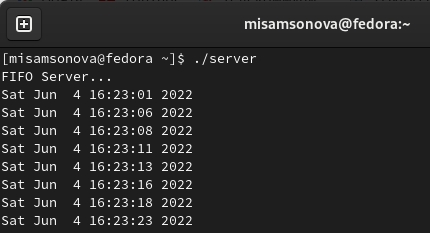 misamsonova@fedora:~
[misamsonova@fedora ~]$ ./server
FIFO Server...
Sat Jun  4 16:23:01 2022
Sat Jun  4 16:23:06 2022
Sat Jun  4 16:23:08 2022
Sat Jun  4 16:23:11 2022
Sat Jun  4 16:23:13 2022
Sat Jun  4 16:23:16 2022
Sat Jun  4 16:23:18 2022
Sat Jun  4 16:23:23 2022